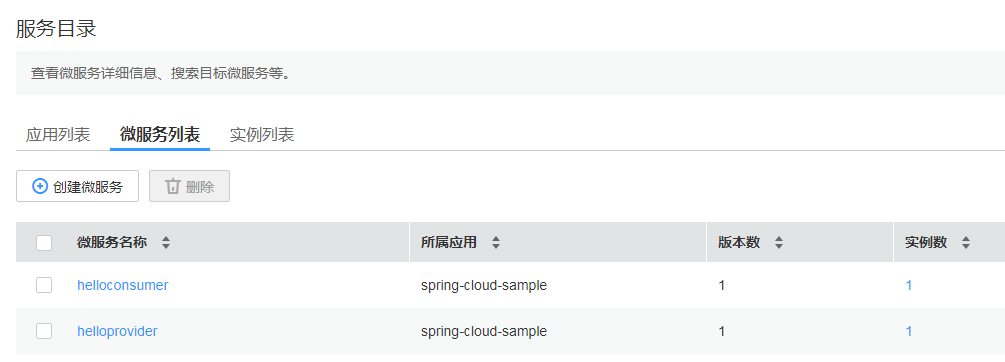 服务目录
查看微服务详细信息、搜索目标微服务等。
应用列表 微服务列表 实例列表
创建微服务 删除
微服务名称 所属应用 版本数 实例数
helloconsumer spring-cloud-sample 1 1
helloprovider spring-cloud-sample 1 1